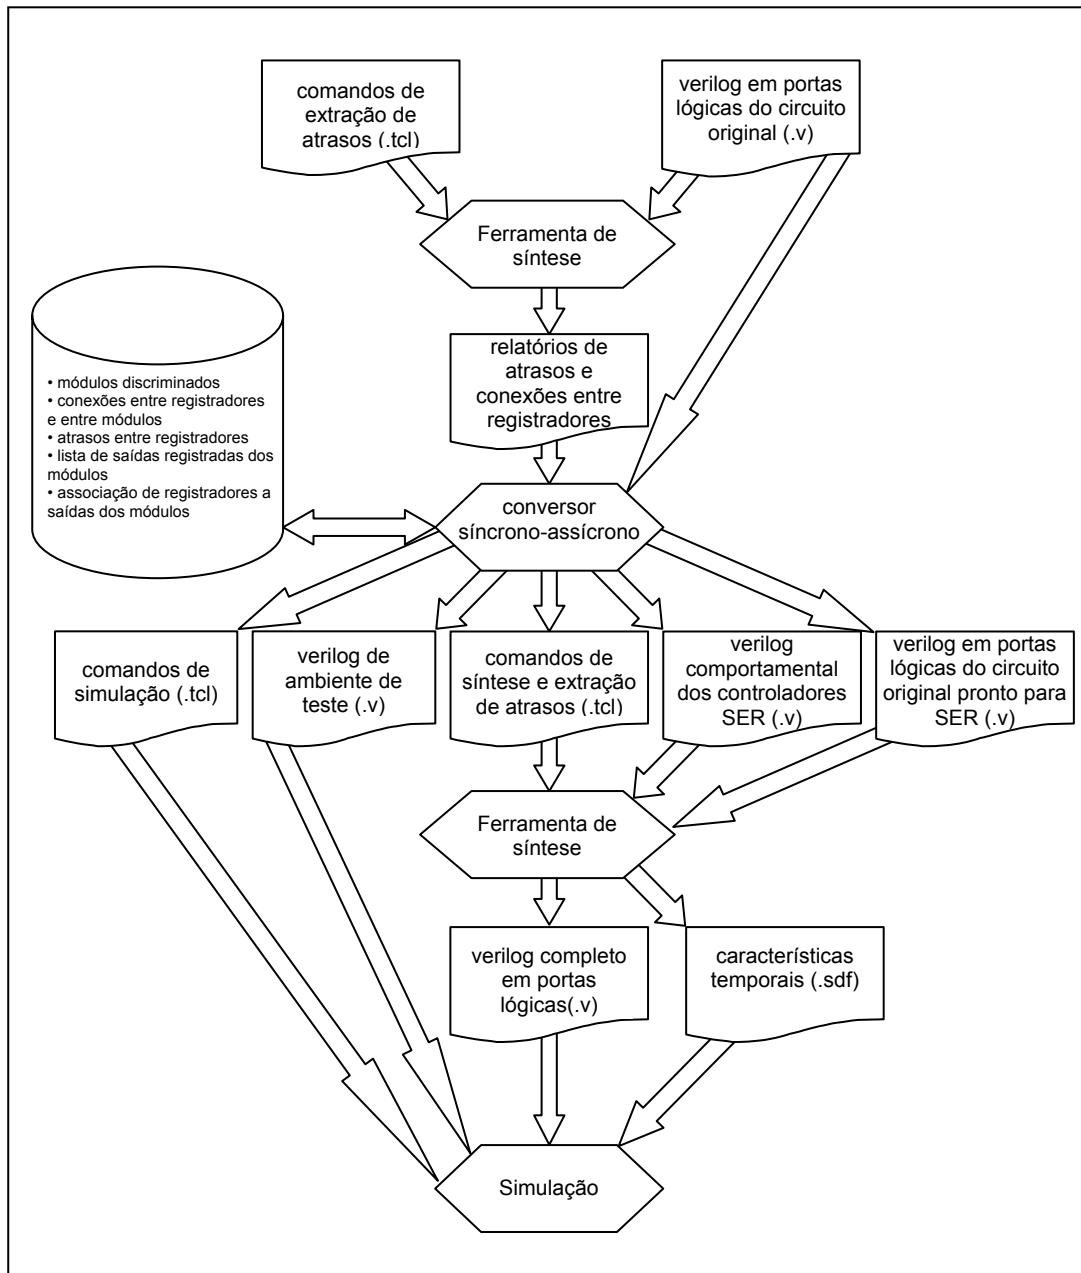 comandos de
extração de
atrasos (.tcl)
verilog em portas
lógicas do circuito
original (.v)
Ferramenta de
síntese
relatórios de
atrasos e
conexões entre
registradores
• módulos discriminados
• conexões entre registradores
e entre módulos
• atrasos entre registradores
• lista de saídas registradas dos
módulos
• associação de registradores a
saídas dos módulos
conversor
síncrono-assícrono
comandos de
simulação (.tcl)
verilog de
ambiente de
teste (.v)
comandos de
síntese e extração
de atrasos (.tcl)
verilog
comportamental
dos controladores
SER (.v)
verilog em portas
lógicas do circuito
original pronto para
SER (.v)
Ferramenta de
síntese
verilog completo
em portas
lógicas(.v)
características
temporais (.sdf)
Simulação